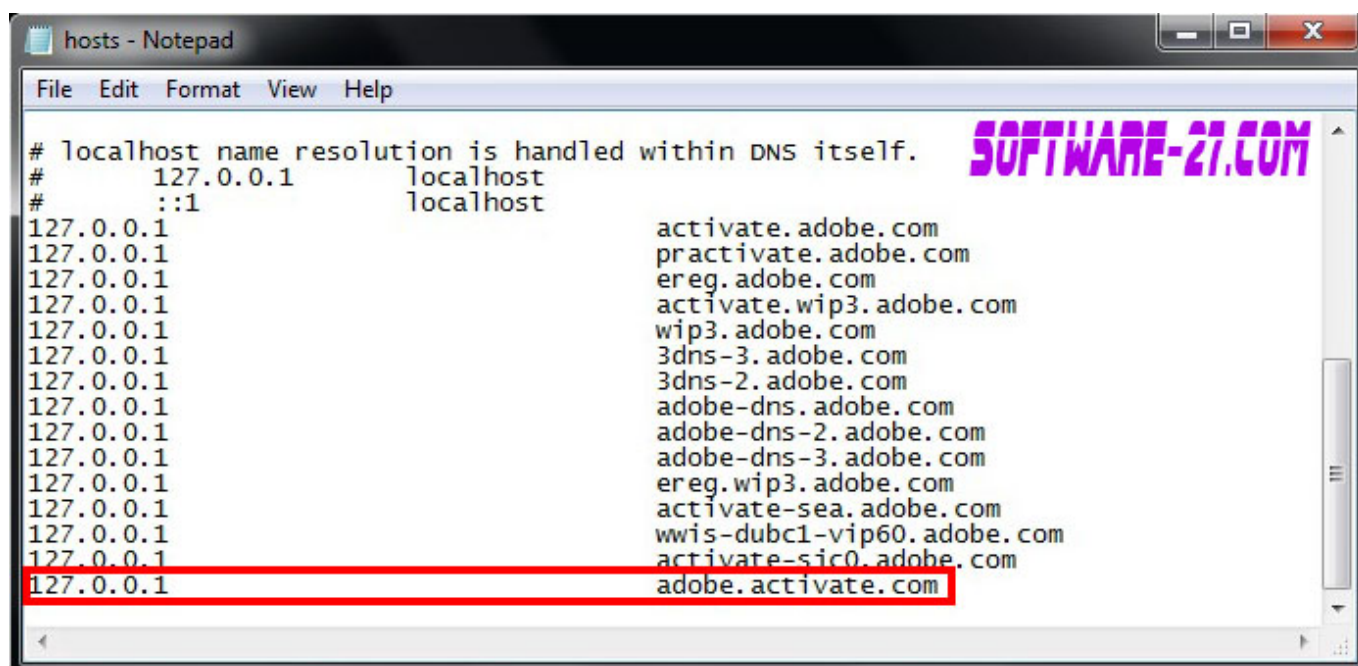 hosts - Notepad
File Edit Format View Help
SOFTWARE-27.COM
# localhost name resolution is handled within DNS itself.
# 127.0.0.1 localhost
# ::1 localhost
127.0.0.1 activate.adobe.com
127.0.0.1 practivate.adobe.com
127.0.0.1 ereg.adobe.com
127.0.0.1 activate.wip3.adobe.com
127.0.0.1 wip3.adobe.com
127.0.0.1 3dns-3.adobe.com
127.0.0.1 3dns-2.adobe.com
127.0.0.1 adobe-dns.adobe.com
127.0.0.1 adobe-dns-2.adobe.com
127.0.0.1 adobe-dns-3.adobe.com
127.0.0.1 ereg.wip3.adobe.com
127.0.0.1 activate-sea.adobe.com
127.0.0.1 wwis-dubc1-vip60.adobe.com
127.0.0.1 activate-sjc0.adobe.com
127.0.0.1 adobe.activate.com